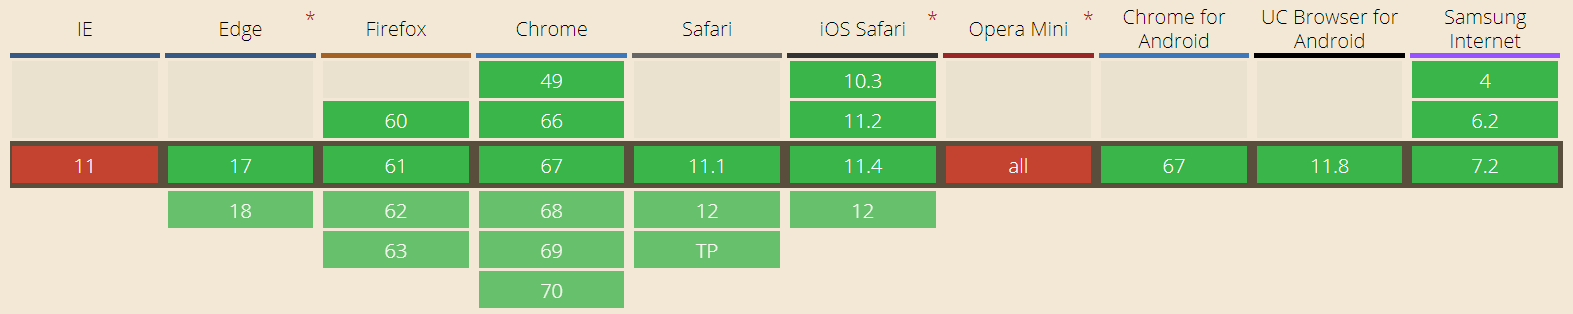 IE Edge * Firefox Chrome Safari iOS Safari * Opera Mini * Chrome for Android UC Browser for Android Samsung Internet
49 10.3 4
60 66 11.2 6.2
11 17 61 67 11.1 11.4 all 67 11.8 7.2
18 62 68 12 12
63 69 TP
70